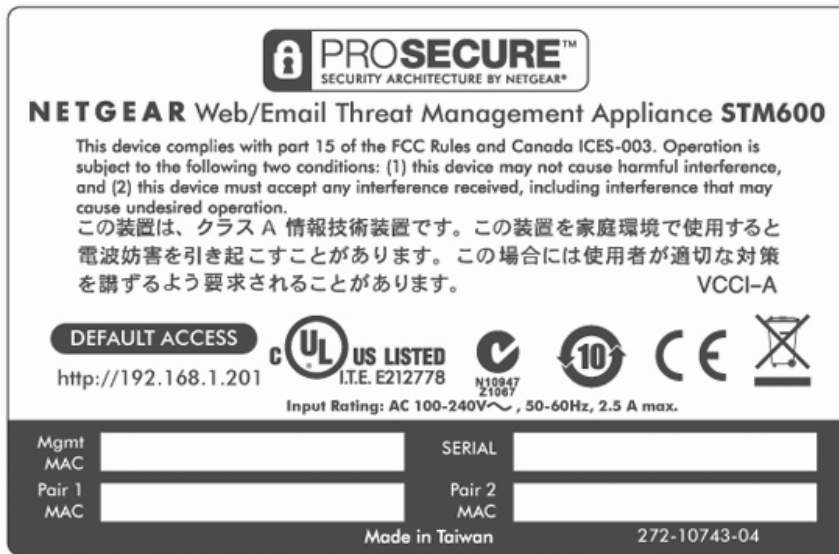 PROSECURE™
SECURITY ARCHITECTURE BY NETGEAR®
NETGEAR Web/Email Threat Management Appliance STM600
This device complies with part 15 of the FCC Rules and Canada ICES-003. Operation is
subject to the following two conditions: (1) this device may not cause harmful interference,
and (2) this device must accept any interference received, including interference that may
cause undesired operation.
この装置は、クラス A 情報技術装置です。この装置を家庭環境で使用すると
電波妨害を引き起こすことがあります。この場合には使用者が適切な対策
を講ずるよう要求されることがあります。 VCCI-A
DEFAULT ACCESS
http://192.168.1.201
C UL® US LISTED
I.T.E. E212778
N10947
Z1067
10
CE
Input Rating: AC 100-240V～ , 50-60Hz, 2.5 A max.
Mgmt MAC
SERIAL
Pair 1 MAC
Pair 2 MAC
Made in Taiwan 272-10743-04